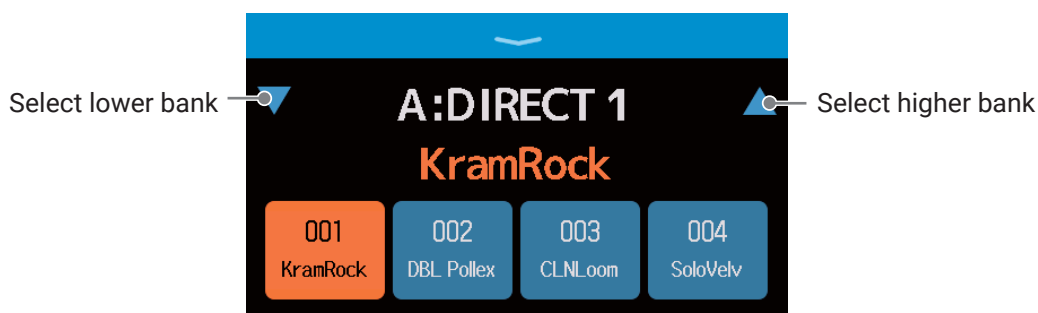 Select lower bank
A:DIRECT 1
Select higher bank
KramRock
001
KramRock
002
DBL Pollex
003
CLNLoom
004
SoloVelv